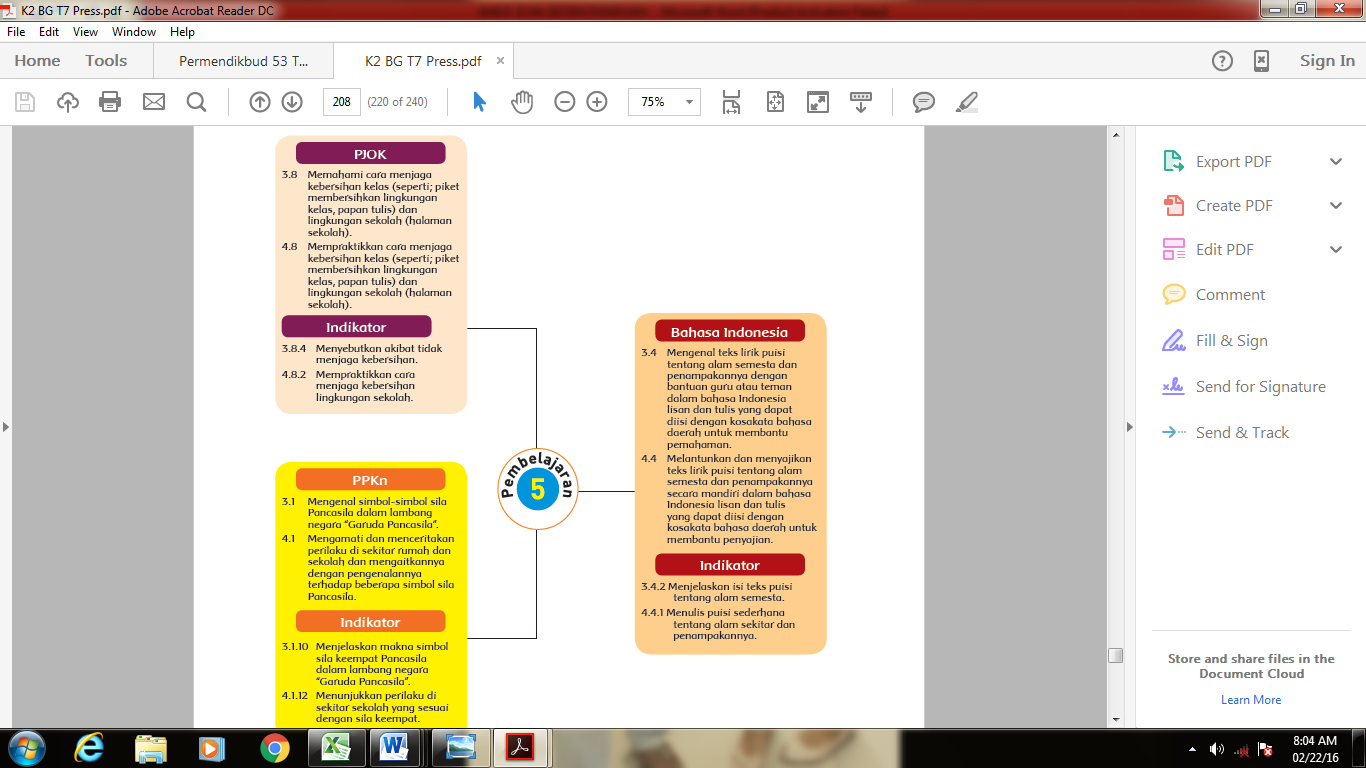 K2 BG T7 Press.pdf - Adobe Acrobat Reader DC
File Edit View Window Help
Home Tools Permendikbud 53 T... K2 BG T7 Press.pdf × Sign In
208 (220 of 240) 75%
PJOK
3.8 Memahami cara menjaga
kebersihan kelas (seperti; piket
membersihkan lingkungan
kelas, papan tulis) dan
lingkungan sekolah (halaman
sekolah).
4.8 Mempraktikkan cara menjaga
kebersihan kelas (seperti; piket
membersihkan lingkungan
kelas, papan tulis) dan
lingkungan sekolah (halaman
sekolah).
Indikator
3.8.4 Menyebutkan akibat tidak
menjaga kebersihan.
4.8.2 Mempraktikkan cara
menjaga kebersihan
lingkungan sekolah.
PPKn
3.1 Mengenal simbol-simbol sila
Pancasila dalam lambang
negara “Garuda Pancasila”.
4.1 Mengamati dan menceritakan
perilaku di sekitar rumah dan
sekolah dan mengaitkannya
dengan pengenalannya
terhadap beberapa simbol sila
Pancasila.
Indikator
3.1.10 Menjelaskan makna simbol
sila keempat Pancasila
dalam lambang negara
“Garuda Pancasila”.
4.1.12 Menunjukkan perilaku di
sekitar sekolah yang sesuai
dengan sila keempat.
Pembelajaran
5
Bahasa Indonesia
3.4 Mengenal teks lirik puisi
tentang alam semesta dan
penampakannya dengan
bantuan guru atau teman
dalam bahasa Indonesia
lisan dan tulis yang dapat
diisi dengan kosakata bahasa
daerah untuk membantu
pemahaman.
4.4 Melantunkan dan menyajikan
teks lirik puisi tentang alam
semesta dan penampakannya
secara mandiri dalam bahasa
Indonesia lisan dan tulis
yang dapat diisi dengan
kosakata bahasa daerah untuk
membantu penyajian.
Indikator
3.4.2 Menjelaskan isi teks puisi
tentang alam semesta.
4.4.1 Menulis puisi sederhana
tentang alam sekitar dan
penampakannya.
Export PDF
Create PDF
Edit PDF
Comment
Fill & Sign
Send for Signature
Send & Track
Store and share files in the
Document Cloud
Learn More
8:04 AM
02/22/16